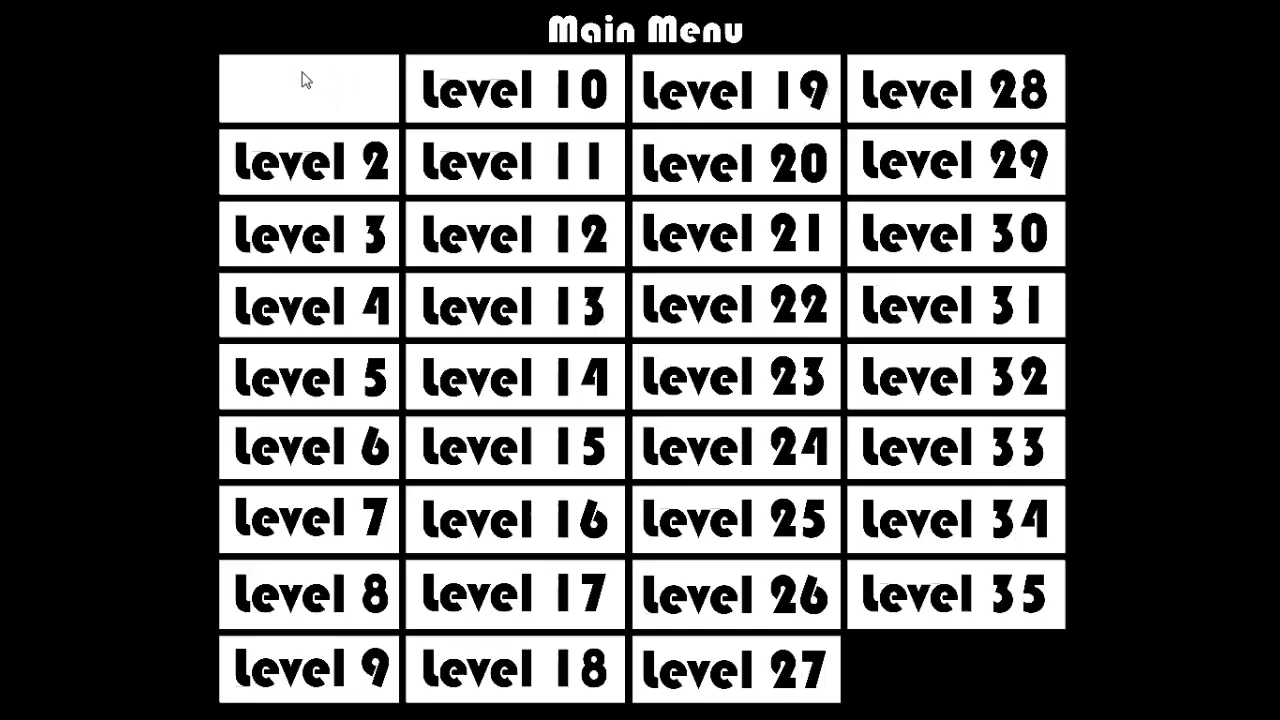 Main Menu
Level 10 Level 19 Level 28
Level 2 Level 11 Level 20 Level 29
Level 3 Level 12 Level 21 Level 30
Level 4 Level 13 Level 22 Level 31
Level 5 Level 14 Level 23 Level 32
Level 6 Level 15 Level 24 Level 33
Level 7 Level 16 Level 25 Level 34
Level 8 Level 17 Level 26 Level 35
Level 9 Level 18 Level 27